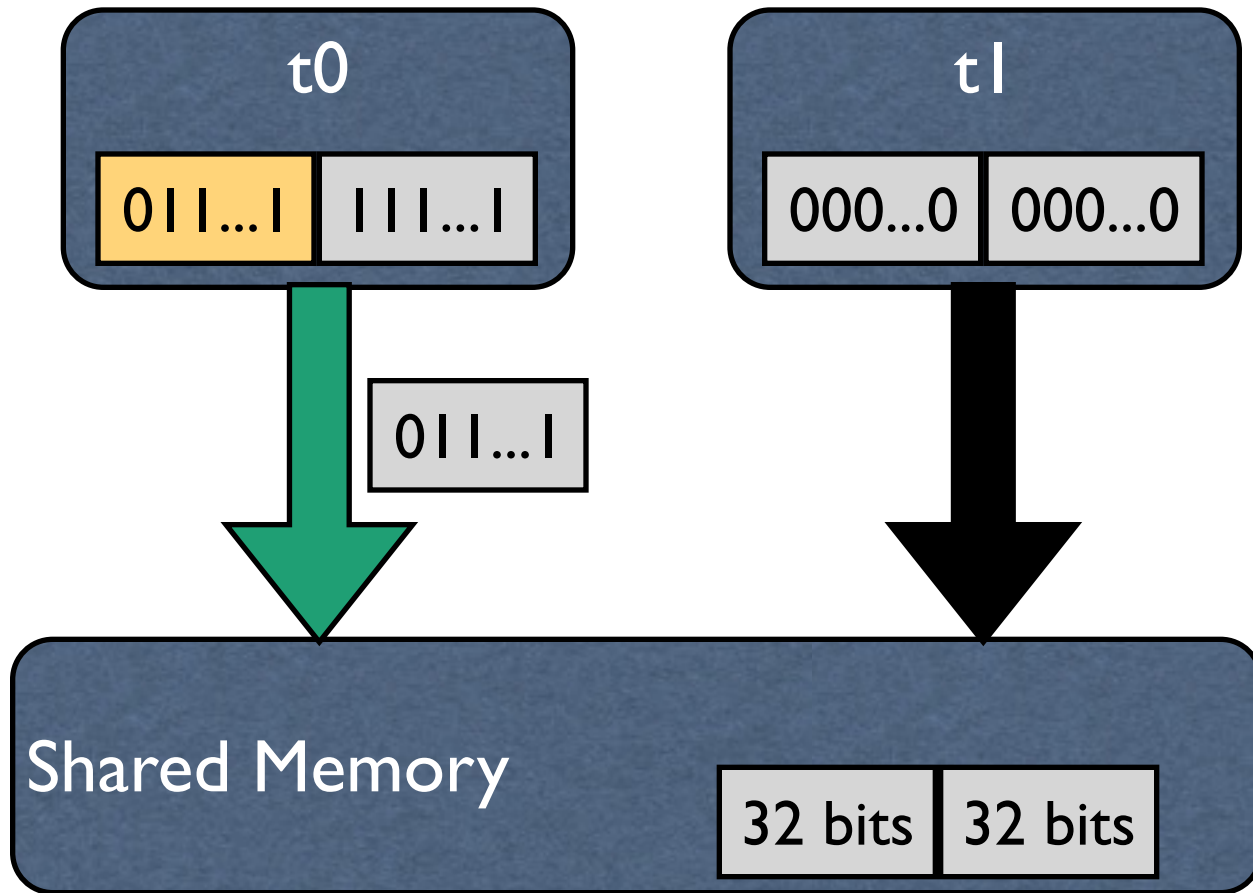 t0
t1
011...1 111...1
000...0 000...0
011...1
Shared Memory
32 bits 32 bits